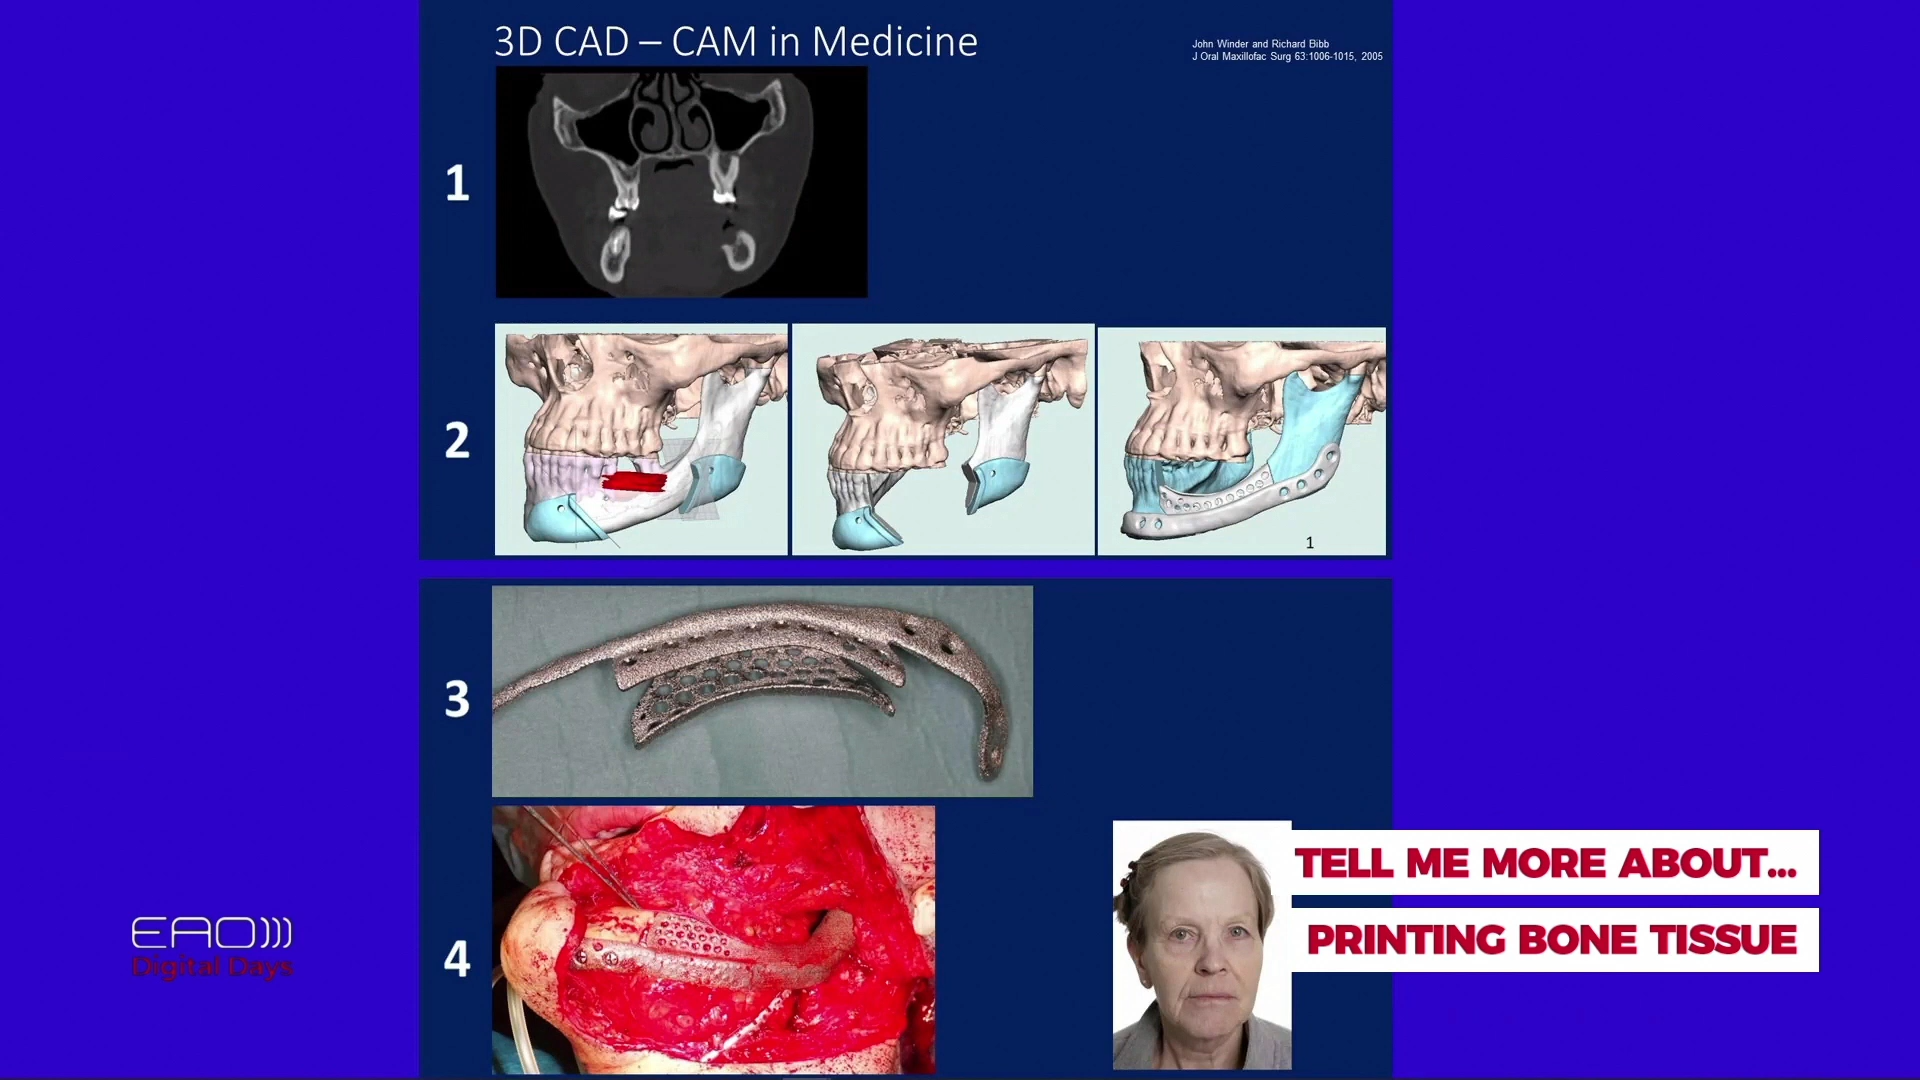 3D CAD – CAM in Medicine
John Winder and Richard Bibb
J Oral Maxillofac Surg 63:1006-1015, 2005
1
2
1
3
4
EAO)))
Digital Days
TELL ME MORE ABOUT...
PRINTING BONE TISSUE